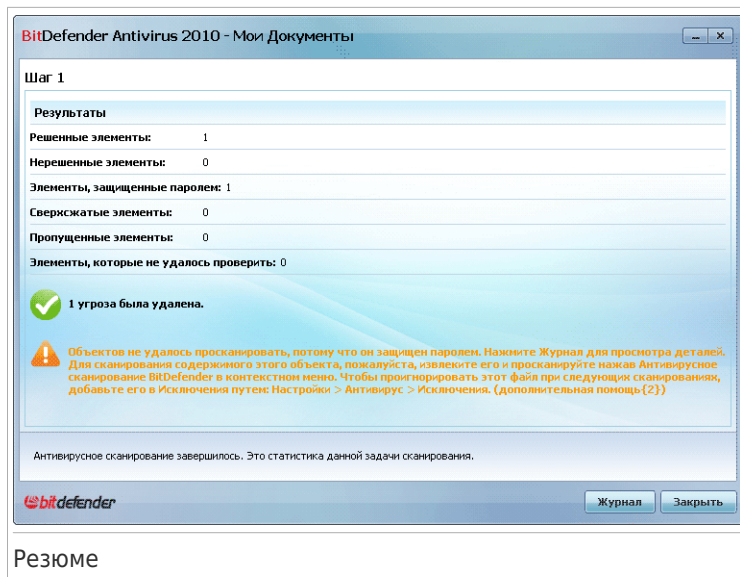 BitDefender Antivirus 2010 - Мои Документы
Шаг 1
Результаты
Решенные элементы: 1
Нерешенные элементы: 0
Элементы, защищенные паролем: 1
Сверхсжатые элементы: 0
Пропущенные элементы: 0
Элементы, которые не удалось проверить: 0
1 угроза была удалена.
Объектов не удалось просканировать, потому что он защищен паролем. Нажмите Журнал для просмотра деталей.
Для сканирования содержимого этого объекта, пожалуйста, извлеките его и просканируйте нажав Антивирусное
сканирование BitDefender в контекстном меню. Чтобы проигнорировать этот файл при следующих сканированиях,
добавьте его в Исключения путем: Настройки > Антивирус > Исключения. (дополнительная помощь{2})
Антивирусное сканирование завершилось. Это статистика данной задачи сканирования.
bitdefender
Журнал
Закрыть
Резюме